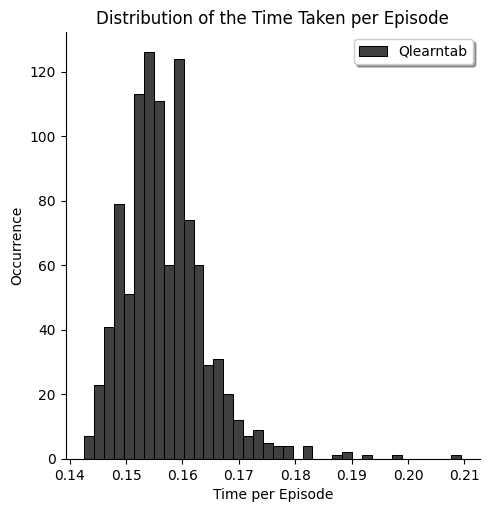 Distribution of the Time Taken per Episode
Qlearntab
Occurrence
120
100
80
60
40
20
0
0.14 0.15 0.16 0.17 0.18 0.19 0.20 0.21
Time per Episode